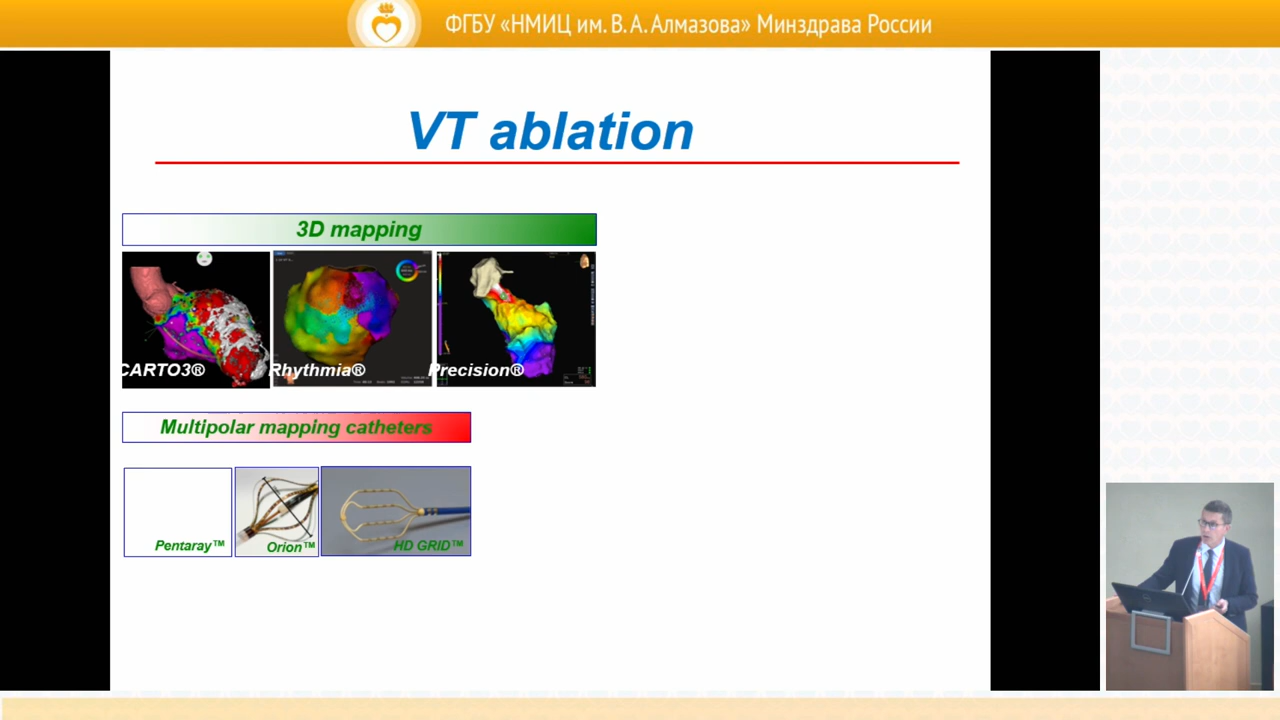 ФГБУ «НМИЦ им. В. А. Алмазова» Минздрава России
VT ablation
3D mapping
CARTO3®
Rhythmia®
Precision®
Multipolar mapping catheters
Pentaray™
Orion™
HD GRID™